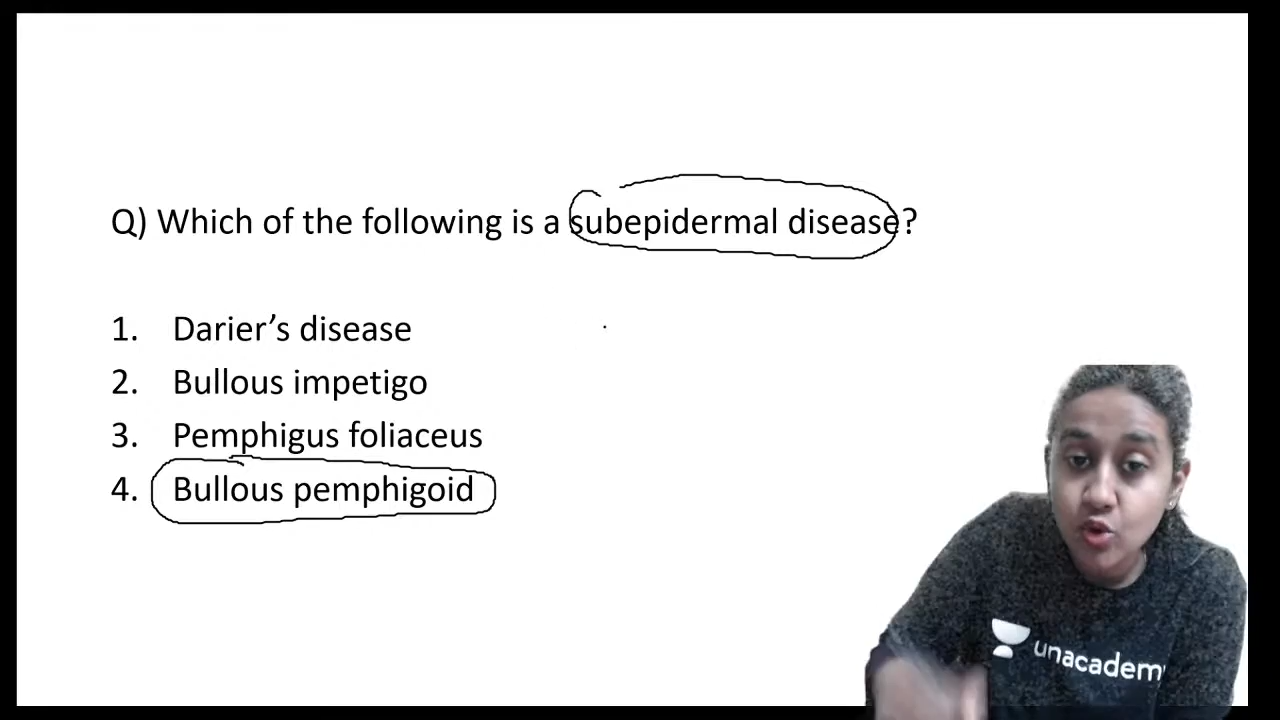 Q) Which of the following is a subepidermal disease?
1. Darier’s disease
2. Bullous impetigo
3. Pemphigus foliaceus
4. Bullous pemphigoid
unacademy